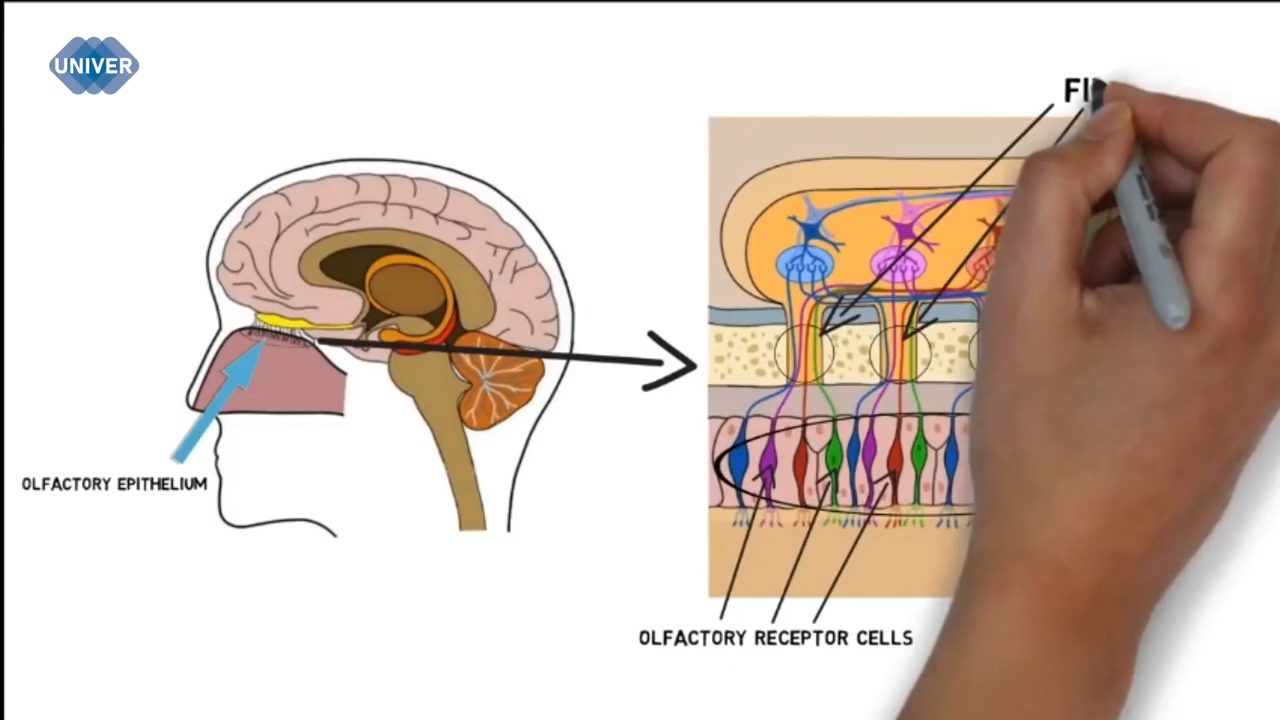 UNIVER
FI
OLFACTORY EPITHELIUM
OLFACTORY RECEPTOR CELLS